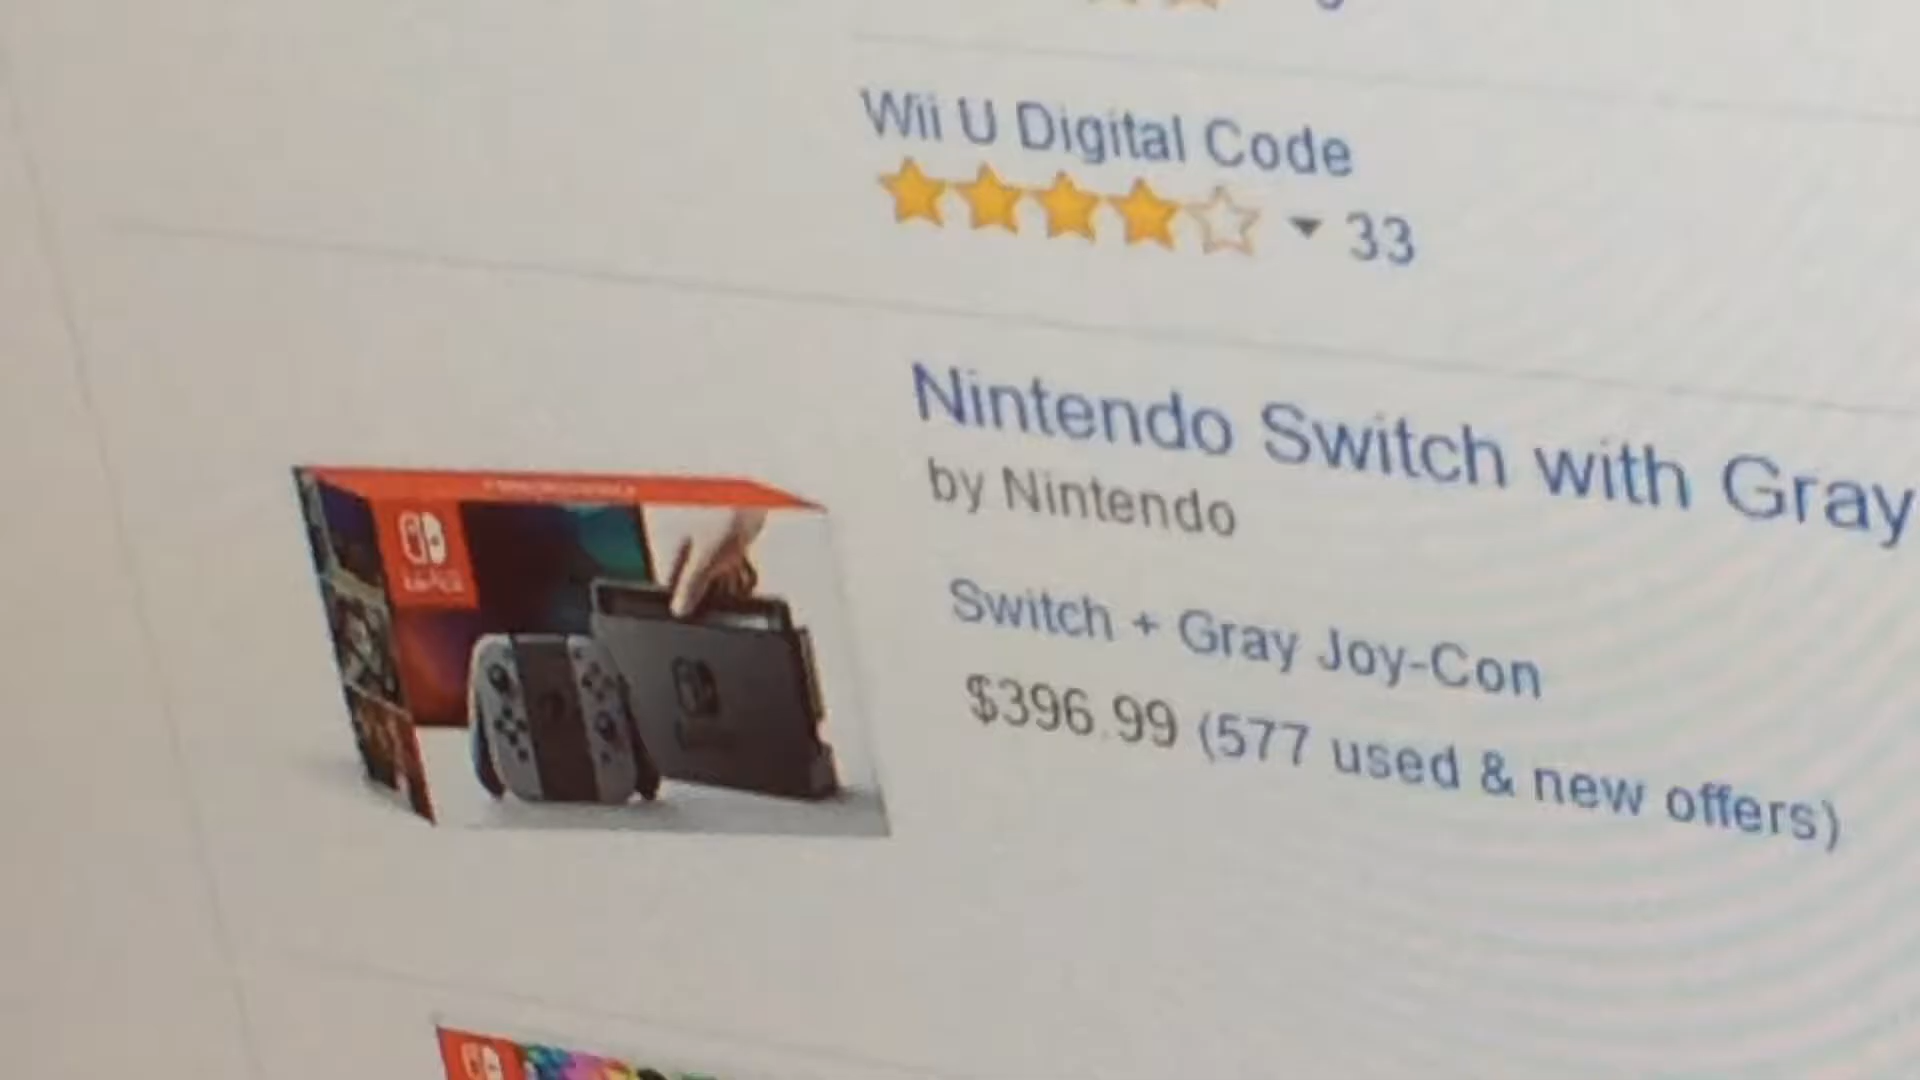 Wii U Digital Code
33
Nintendo Switch with Gray
by Nintendo
Switch + Gray Joy-Con
$396.99 (577 used & new offers)